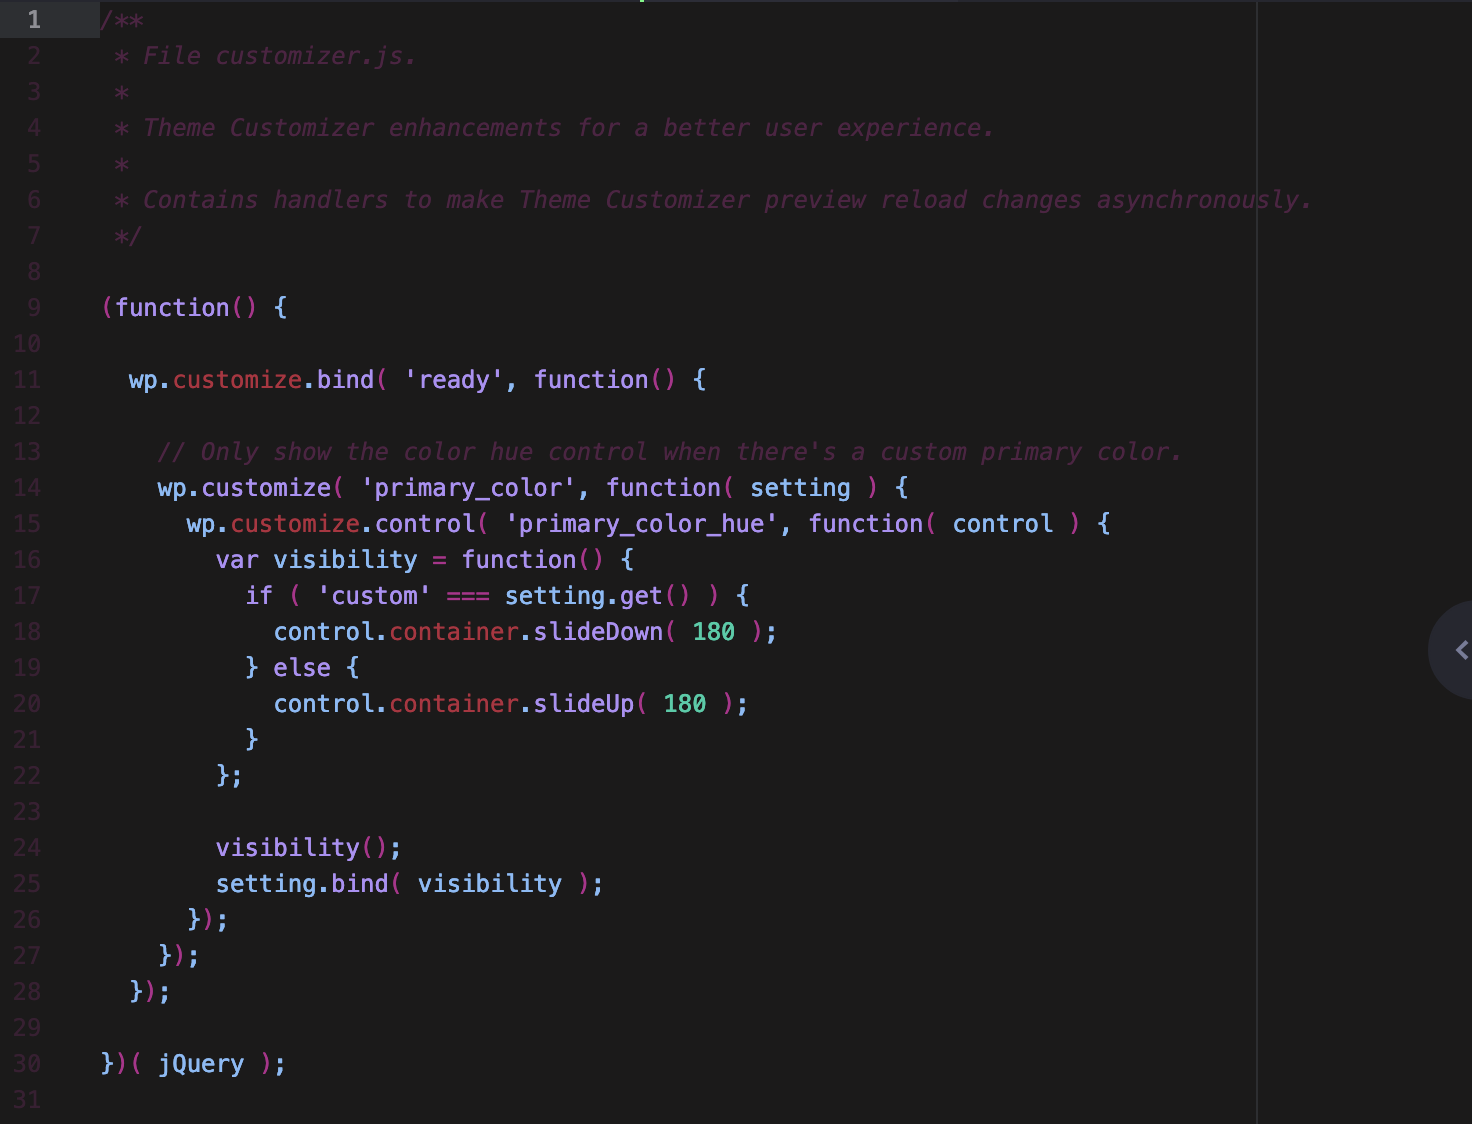 1 /**
2  * File customizer.js.
3  *
4  * Theme Customizer enhancements for a better user experience.
5  *
6  * Contains handlers to make Theme Customizer preview reload changes asynchronously.
7  */
8
9 (function() {
10
11   wp.customize.bind( 'ready', function() {
12
13     // Only show the color hue control when there's a custom primary color.
14     wp.customize( 'primary_color', function( setting ) {
15       wp.customize.control( 'primary_color_hue', function( control ) {
16         var visibility = function() {
17           if ( 'custom' === setting.get() ) {
18             control.container.slideDown( 180 );
19           } else {
20             control.container.slideUp( 180 );
21           }
22         };
23
24         visibility();
25         setting.bind( visibility );
26       });
27     });
28   });
29
30 })( jQuery );
31